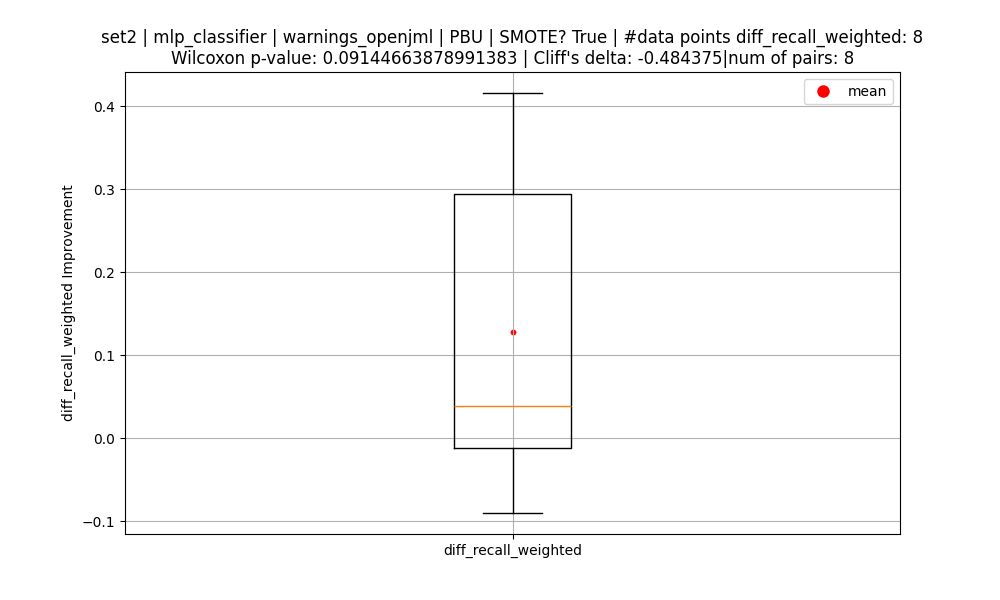 set2 | mlp_classifier | warnings_openjml | PBU | SMOTE? True | #data points diff_recall_weighted: 8
Wilcoxon p-value: 0.09144663878991383 | Cliff's delta: -0.484375|num of pairs: 8
mean
0.4
0.3
0.2
0.1
0.0
−0.1
diff_recall_weighted Improvement
diff_recall_weighted